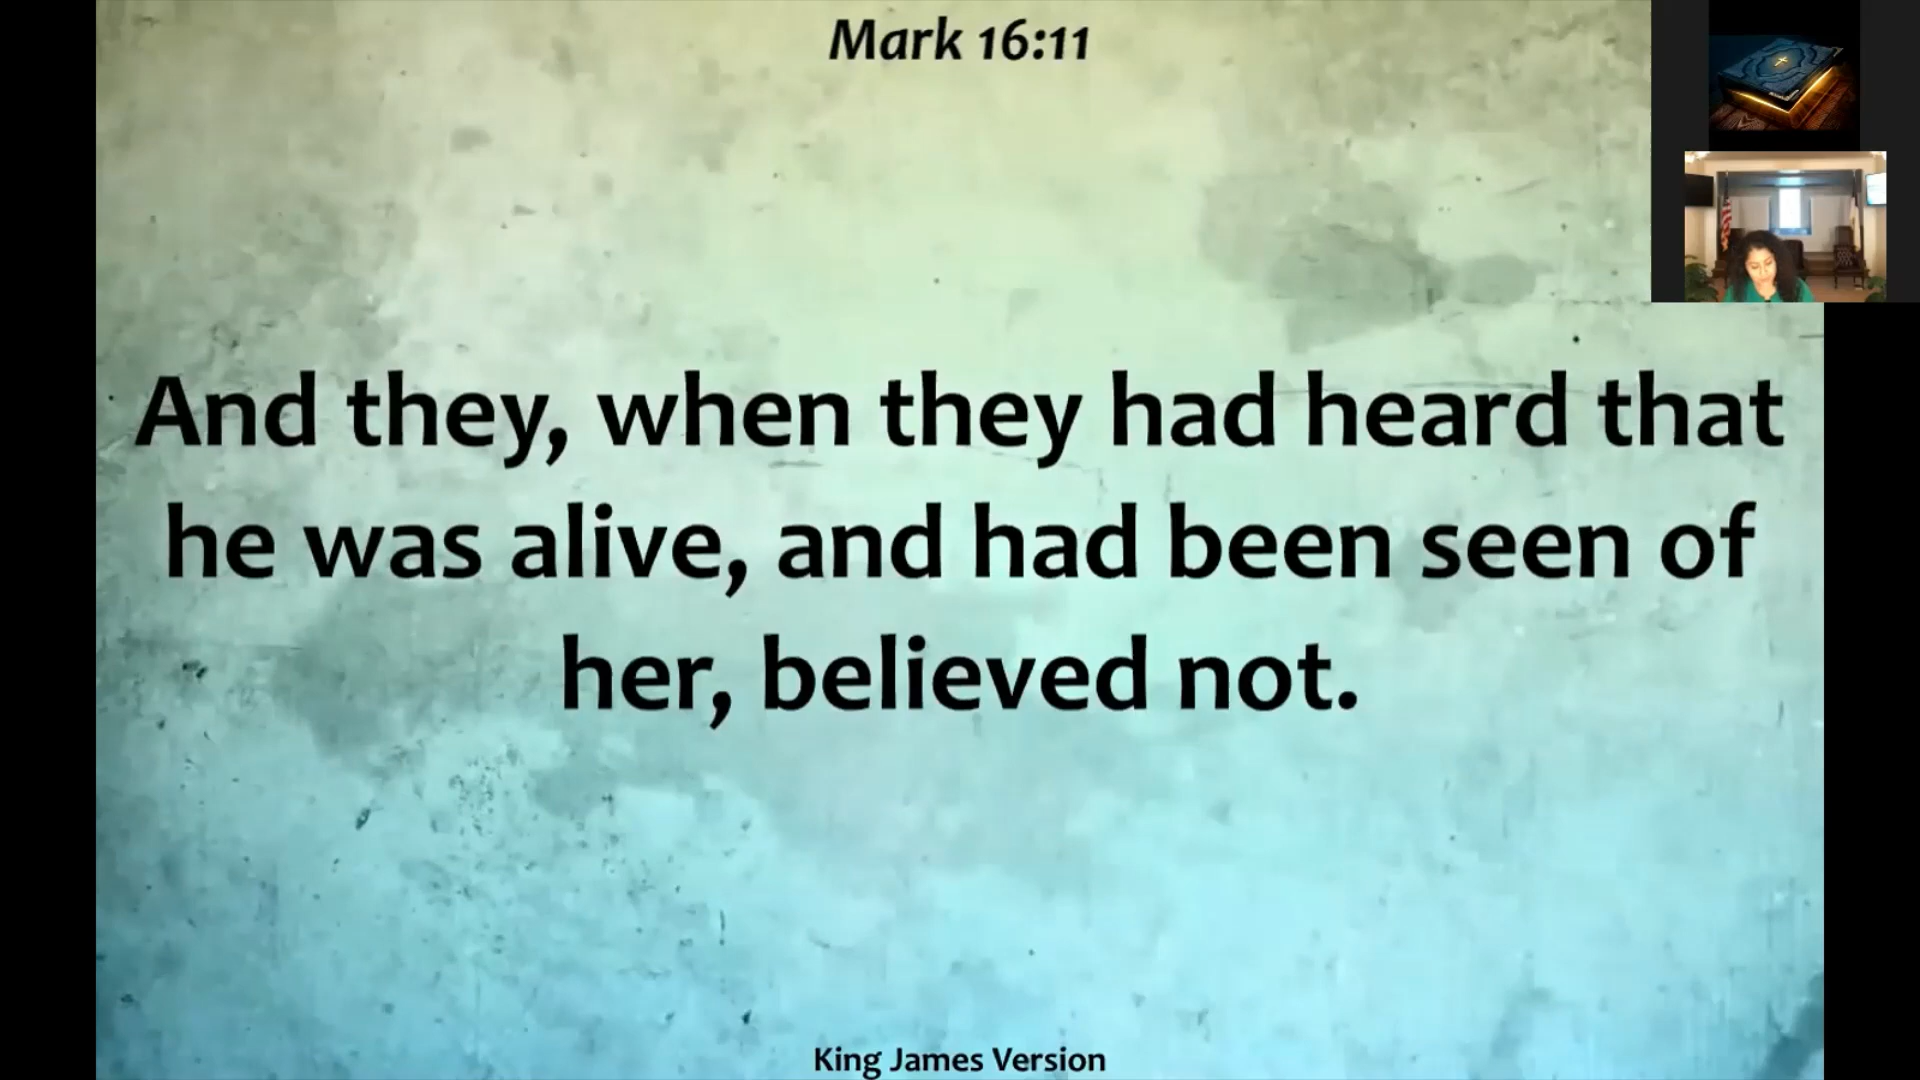 Mark 16:11
And they, when they had heard that
he was alive, and had been seen of
her, believed not.
King James Version